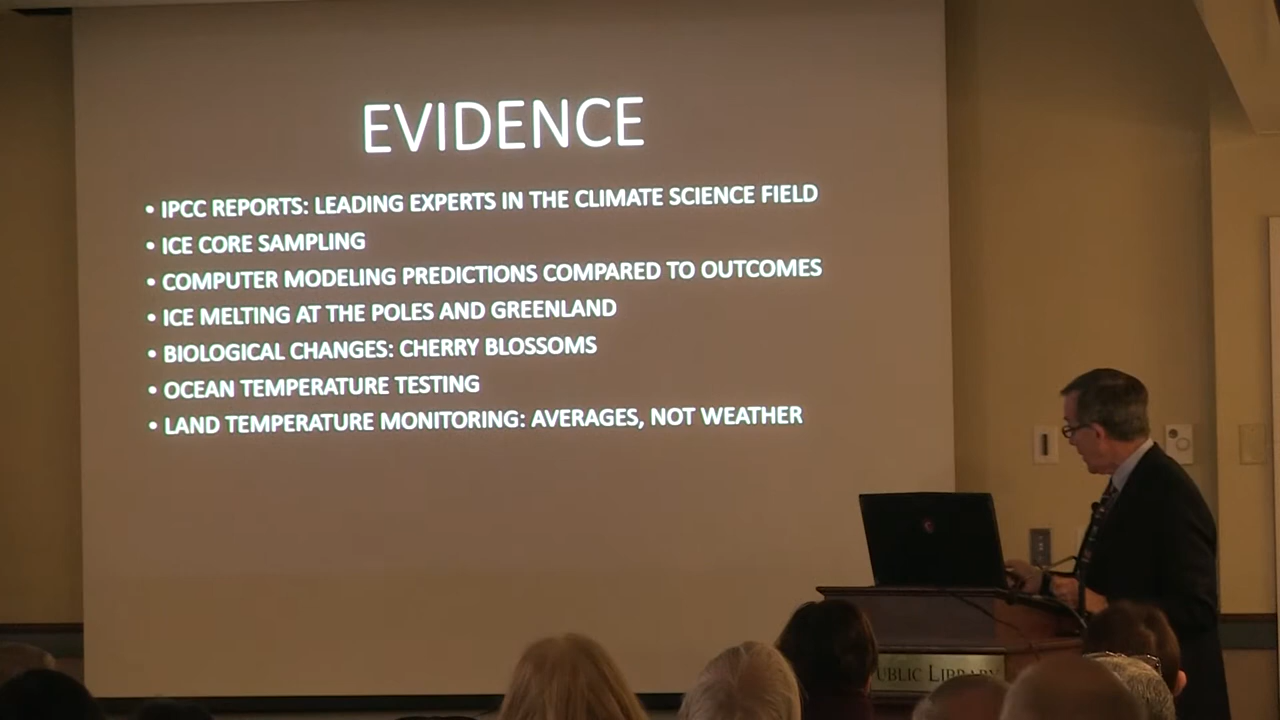 EVIDENCE
• IPCC REPORTS: LEADING EXPERTS IN THE CLIMATE SCIENCE FIELD
• ICE CORE SAMPLING
• COMPUTER MODELING PREDICTIONS COMPARED TO OUTCOMES
• ICE MELTING AT THE POLES AND GREENLAND
• BIOLOGICAL CHANGES: CHERRY BLOSSOMS
• OCEAN TEMPERATURE TESTING
• LAND TEMPERATURE MONITORING: AVERAGES, NOT WEATHER
PUBLIC LIBRARY